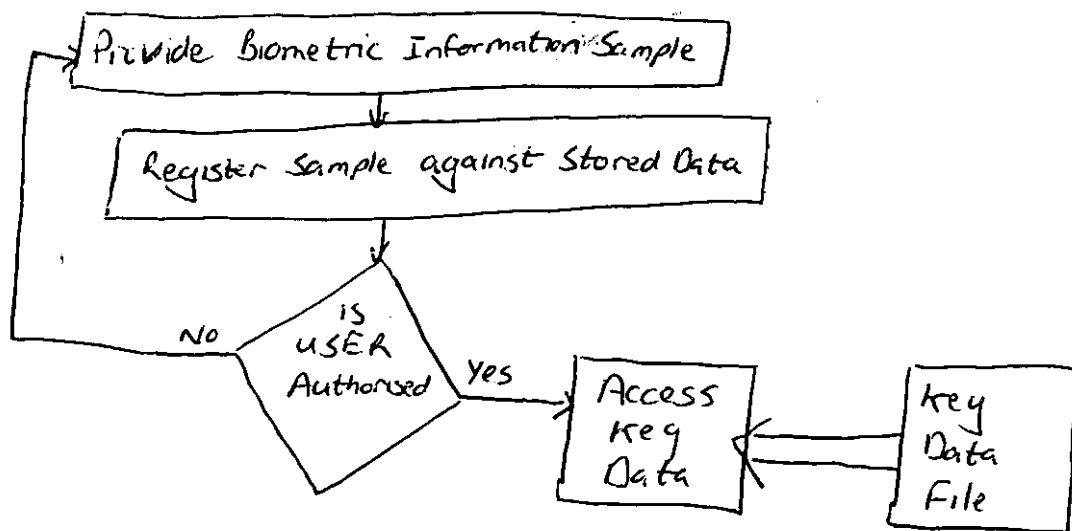 Provide Biometric Information Sample
Register Sample against Stored Data
is
USER
Authorised
No
Yes
Access
Key
Data
Key
Data
File